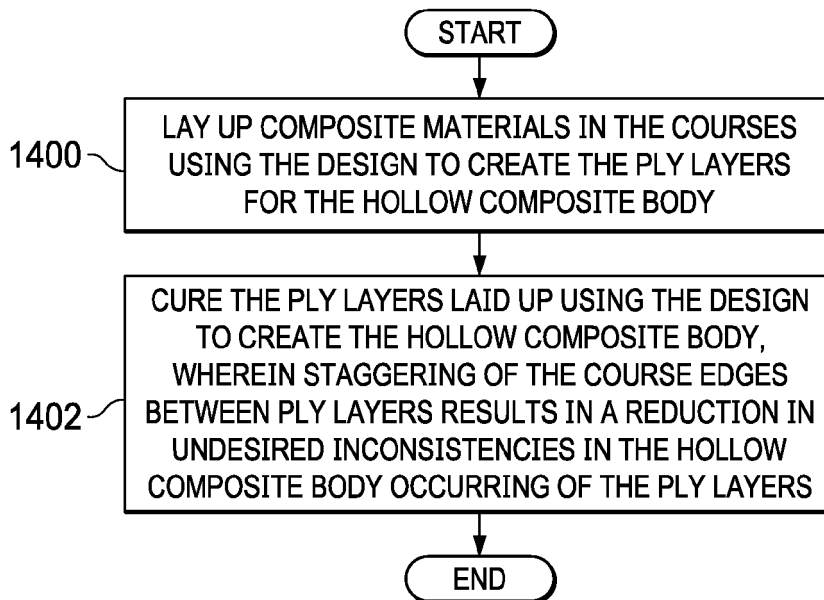 START
1400
LAY UP COMPOSITE MATERIALS IN THE COURSES
USING THE DESIGN TO CREATE THE PLY LAYERS
FOR THE HOLLOW COMPOSITE BODY
1402
CURE THE PLY LAYERS LAID UP USING THE DESIGN
TO CREATE THE HOLLOW COMPOSITE BODY,
WHEREIN STAGGERING OF THE COURSE EDGES
BETWEEN PLY LAYERS RESULTS IN A REDUCTION IN
UNDESIRED INCONSISTENCIES IN THE HOLLOW
COMPOSITE BODY OCCURRING OF THE PLY LAYERS
END